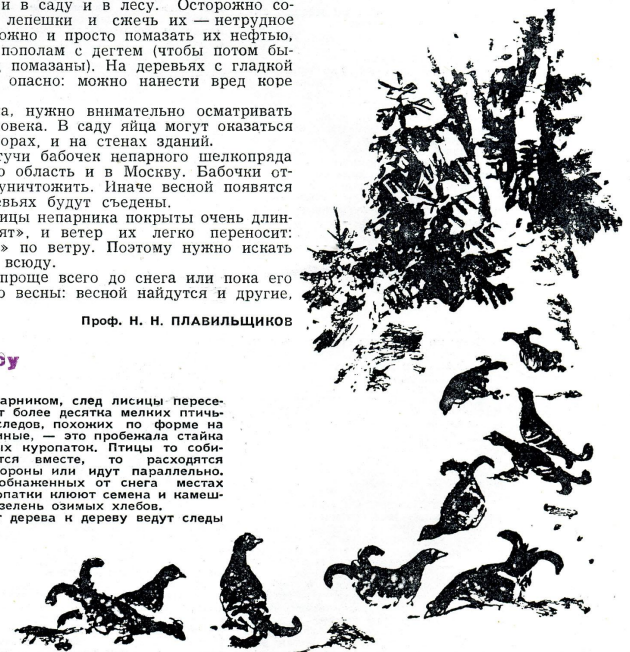 и в саду и в лесу. Осторожно со-
лепешки и сжечь их — нетрудное
ожно и просто помазать их нефтью,
пополам с дегтем (чтобы потом бы-
помазаны). На деревьях с гладкой
опасно: можно нанести вред коре
а, нужно внимательно осматривать
овека. В саду яйца могут оказаться
орах, и на стенах зданий.
тучи бабочек непарного шелкопряда
ю область и в Москву. Бабочки от-
уничтожить. Иначе весной появятся
евьях будут съедены.
ицы непарника покрыты очень длин-
ят», и ветер их легко переносит:
» по ветру. Поэтому нужно искать
всюду.
проще всего до снега или пока его
о весны: весной найдутся и другие,
Проф. Н. Н. ПЛАВИЛЬЩИКОВ
су
арником, след лисицы пересе-
т более десятка мелких птичь-
следов, похожих по форме на
иные, — это пробежала стайка
ых куропаток. Птицы то соби-
тся вместе, то расходятся
ороны или идут параллельно.
обнаженных от снега местах
опатки клюют семена и камеш-
зелень озимых хлебов.
т дерева к дереву ведут следы